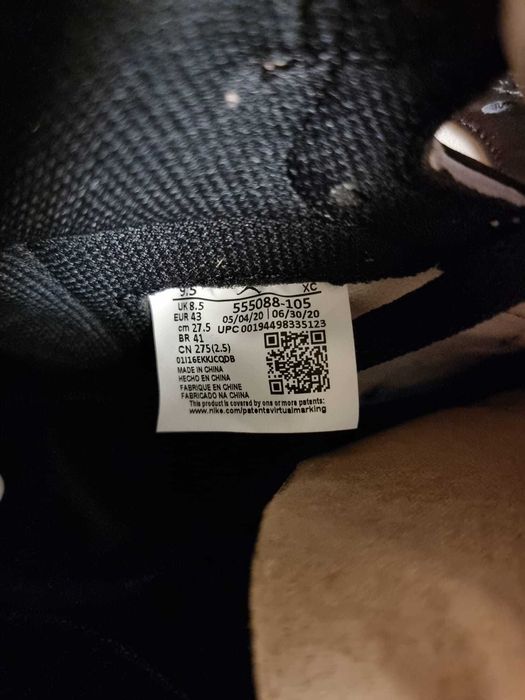 9.5 XC
UK 8.5 555088-105
EUR 43 05/04/20 | 06/30/20
cm 27.5 UPC 00194498335123
BR 41
CN 275(2.5)
01I16EKKJCQDB
MADE IN CHINA
HECHO EN CHINA
FABRIQUE EN CHINE
FABRICADO NA CHINA
This product is covered by one or more patents:
www.nike.com/patentsvirtualmarking